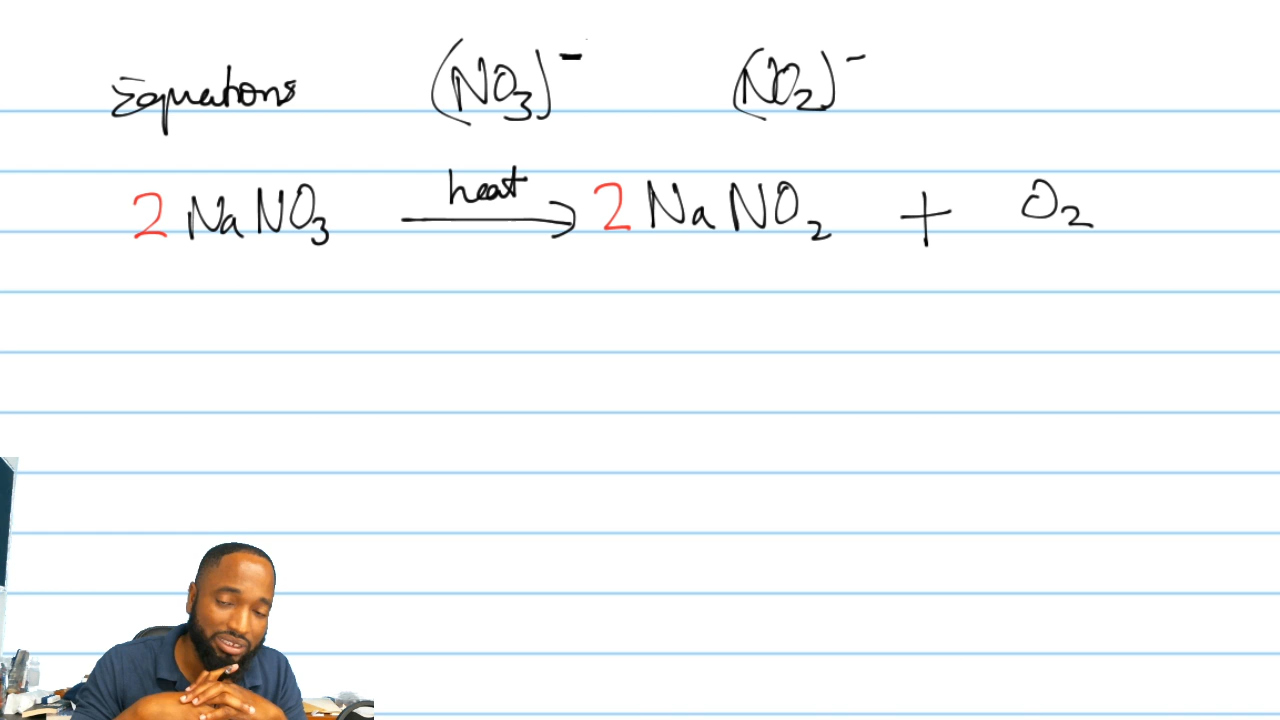 Equations (NO₃)⁻ (NO₂)⁻
heat
2 NaNO₃ → 2 NaNO₂ + O₂